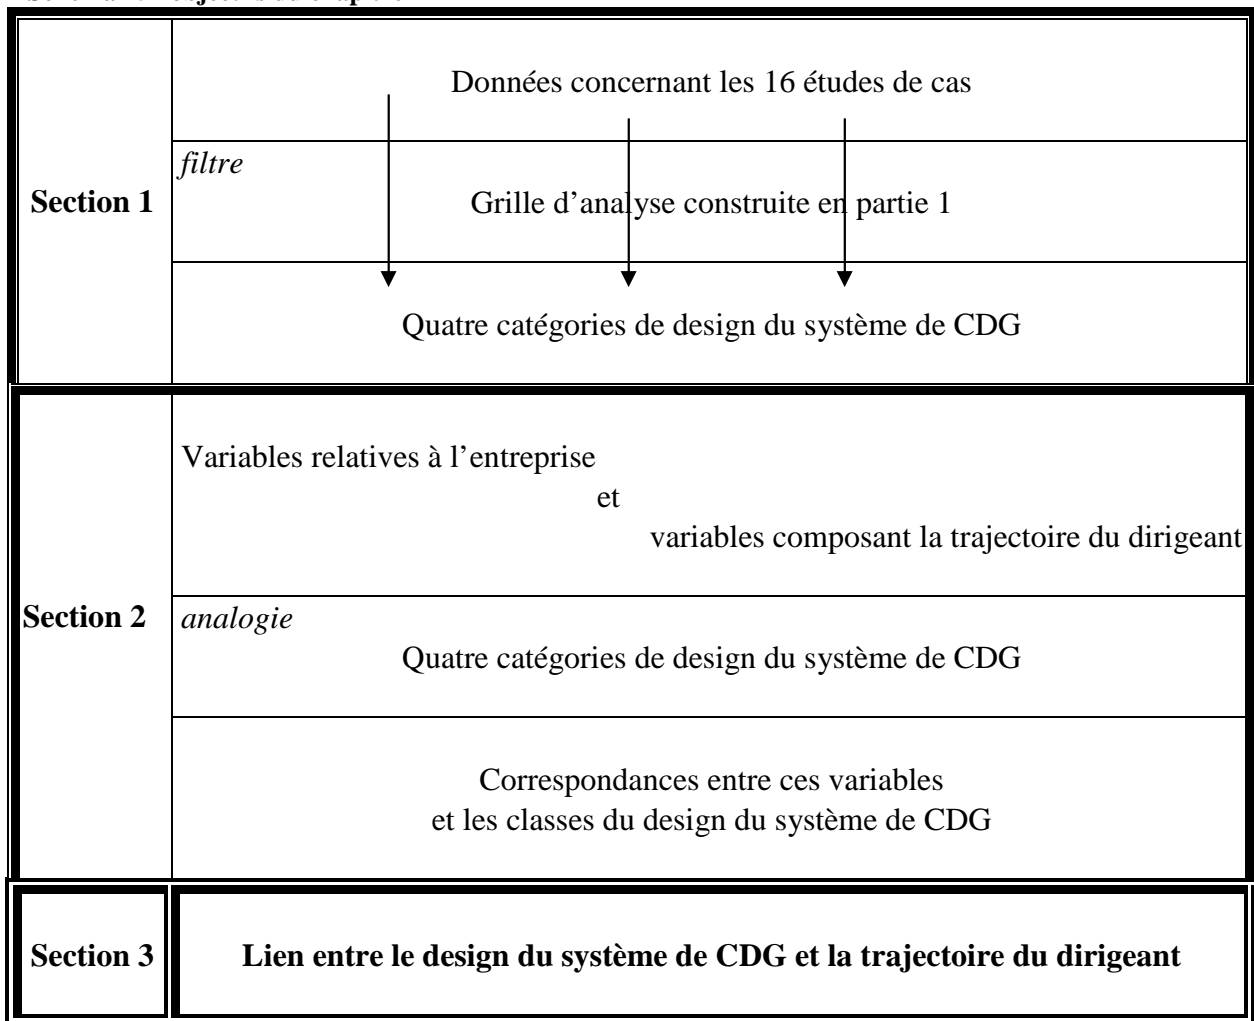 Données concernant les 16 études de cas
filtre
Section 1
Grille d’analyse construite en partie 1
Quatre catégories de design du système de CDG
Variables relatives à l’entreprise
et
variables composant la trajectoire du dirigeant
Section 2
analogie
Quatre catégories de design du système de CDG
Correspondances entre ces variables
et les classes du design du système de CDG
Section 3
Lien entre le design du système de CDG et la trajectoire du dirigeant